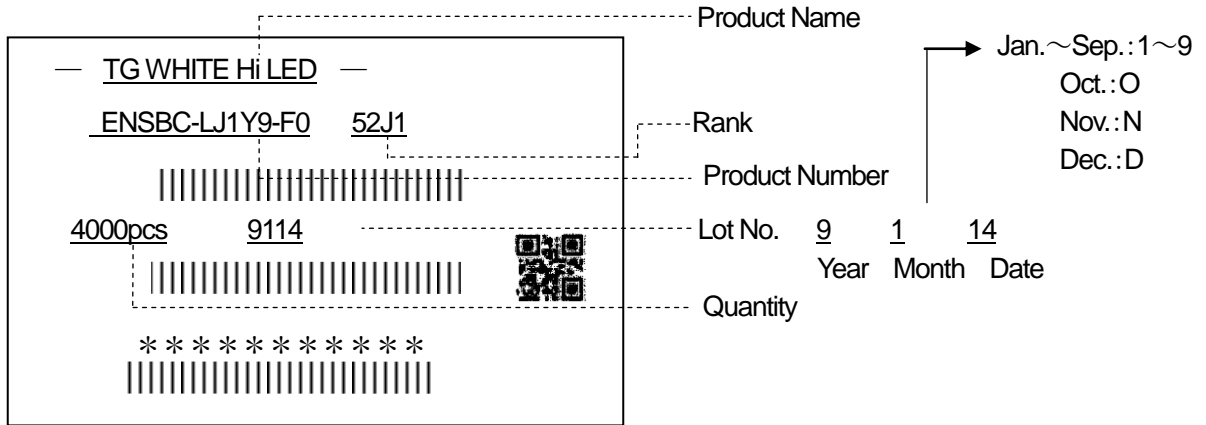 Product Name
Jan.～Sep.:1～9
— TG WHITE Hi LED —
Oct.:O
ENSBC-LJ1Y9-F0 52J1
Rank
Nov.:N
Dec.:D
Product Number
4000pcs 9114
Lot No. 9 1 14
Year Month Date
Quantity
＊＊＊＊＊＊＊＊＊＊＊